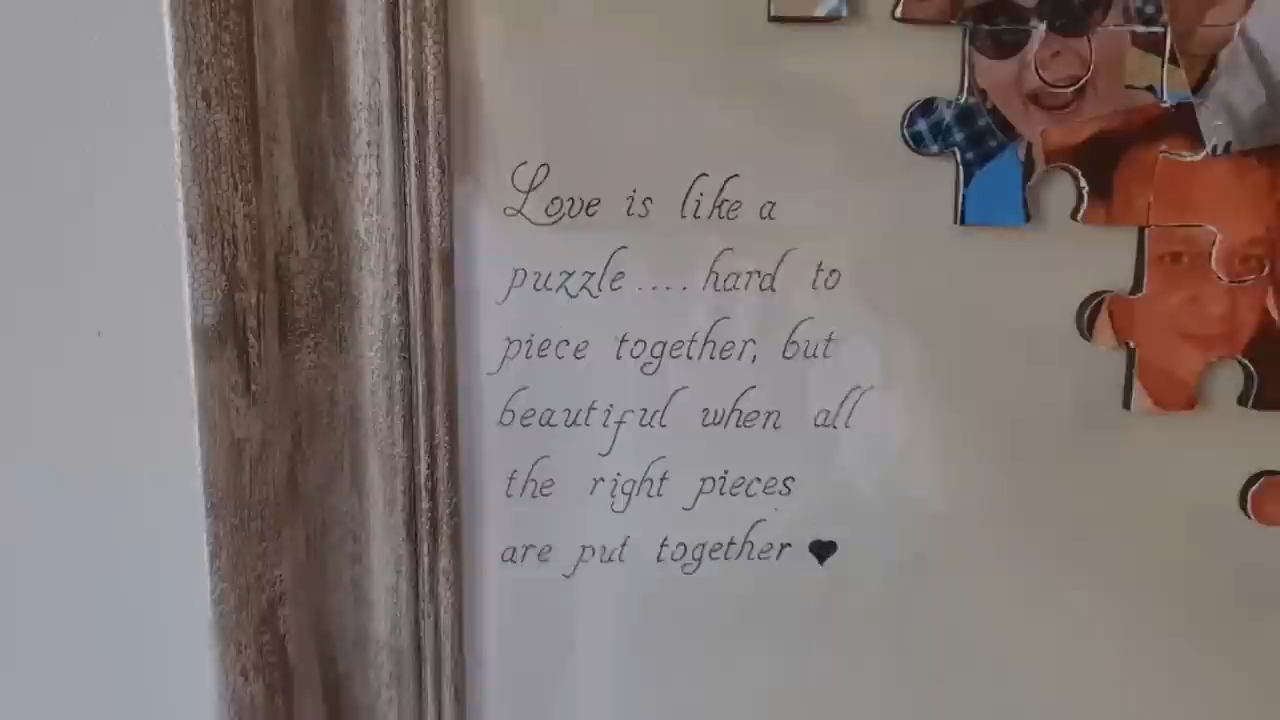 Love is like a
puzzle....hard to
piece together, but
beautiful when all
the right pieces
are put together ♥